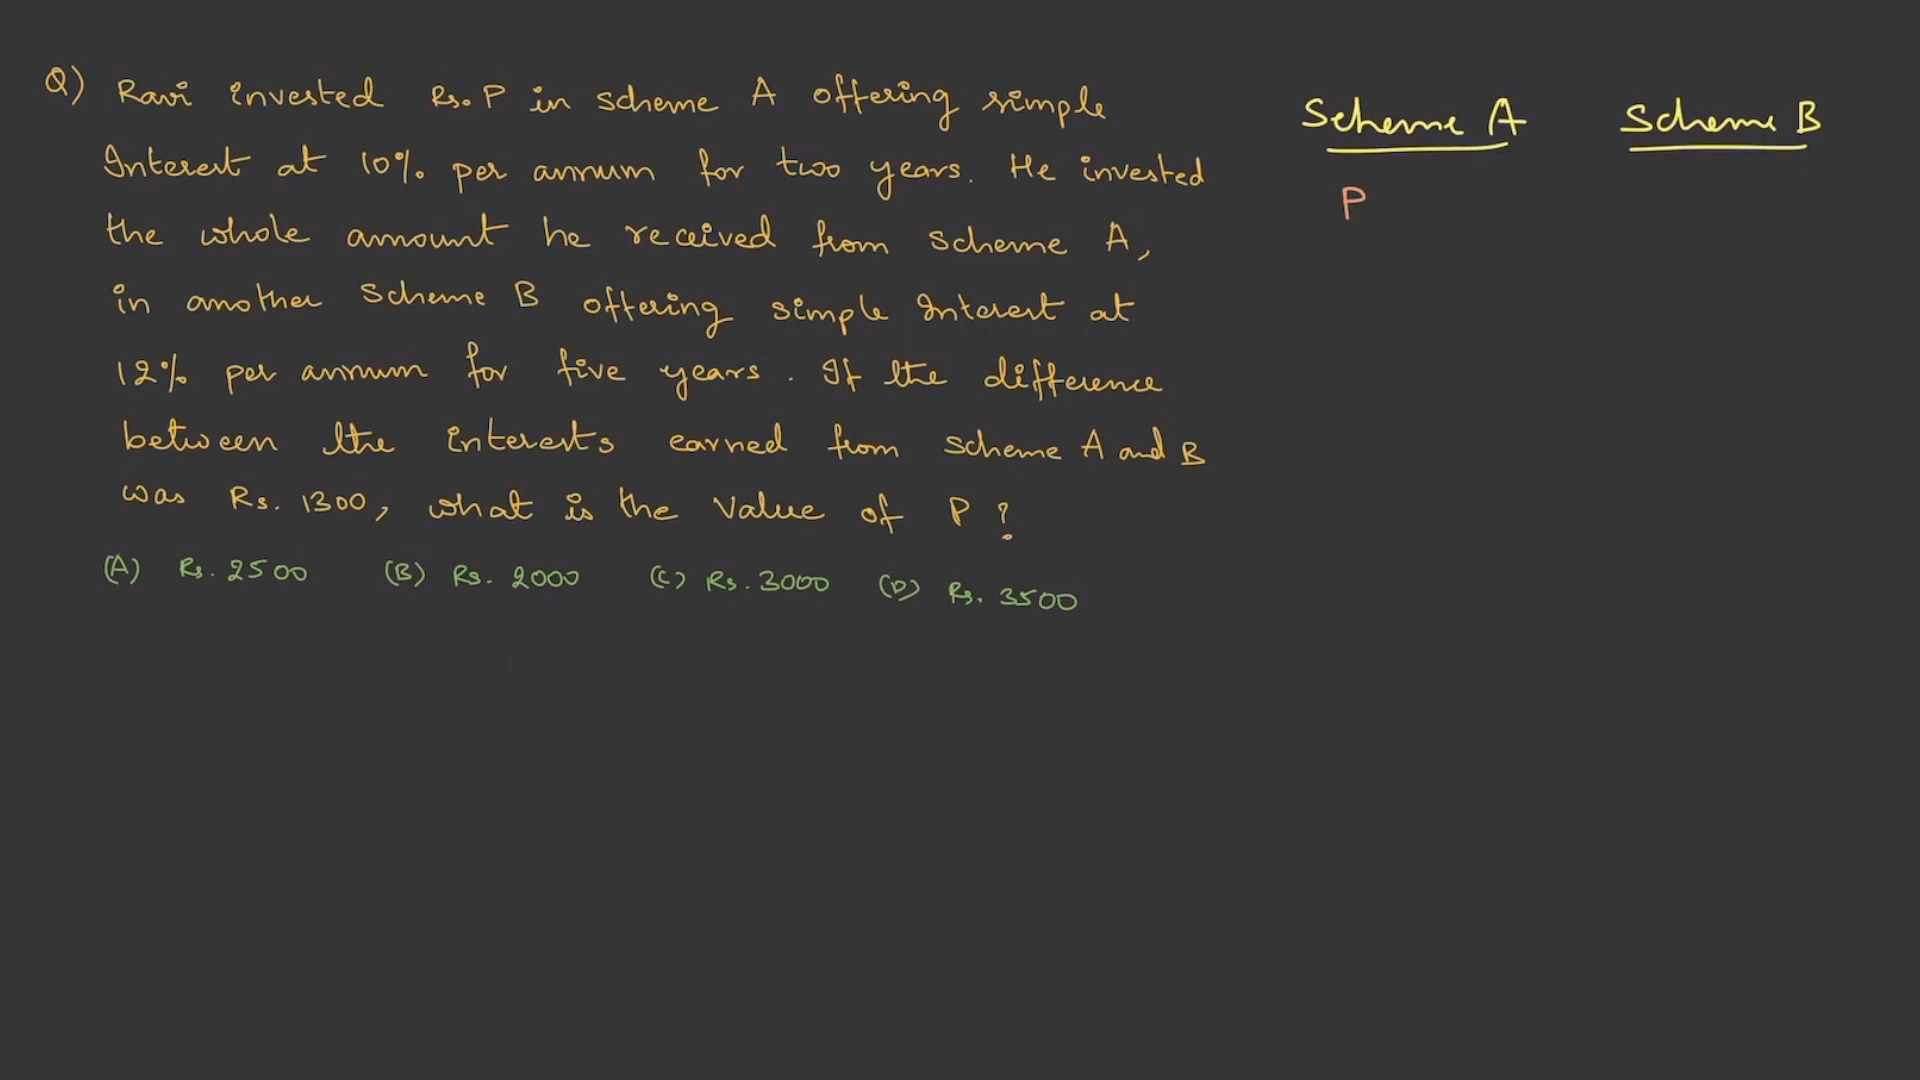 Q) Ravi invested Rs. P in scheme A offering simple
Interest at 10% per annum for two years. He invested
the whole amount he received from scheme A,
in another Scheme B offering simple Interest at
12% per annum for five years. If the difference
between the interests earned from scheme A and B
was Rs. 1300, what is the value of P ?
(A) Rs. 2500 (B) Rs. 2000 (C) Rs. 3000 (D) Rs. 3500
Scheme A Scheme B
P